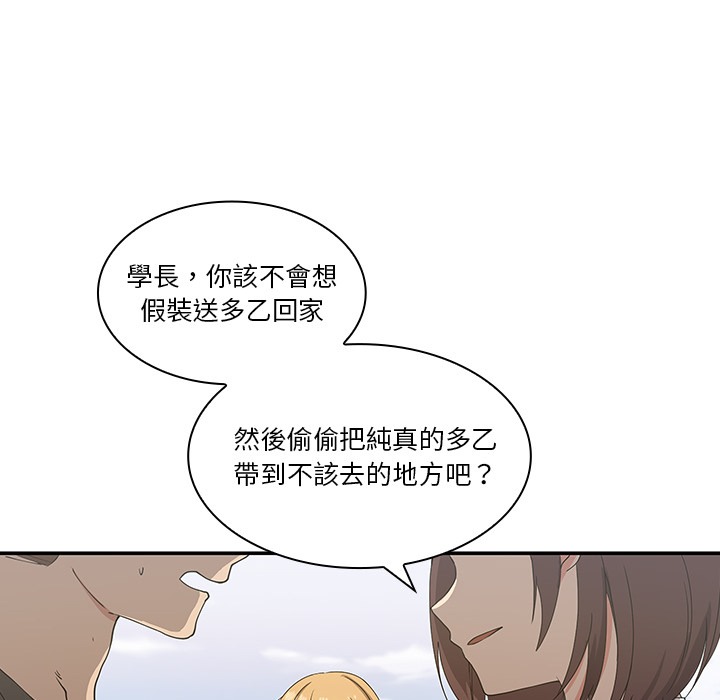 學長，你該不會想
假裝送多乙回家
然後偷偷把純真的多乙
帶到不該去的地方吧？